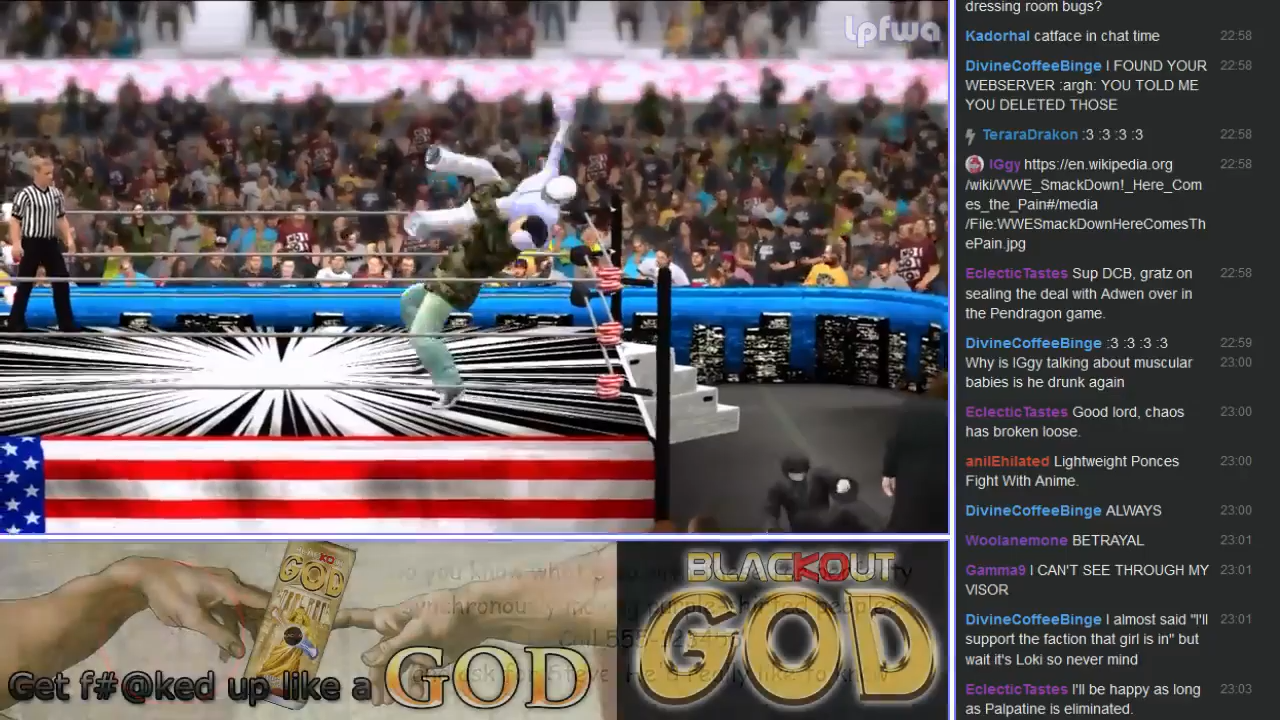 lpfwa
dressing room bugs?
Kadorhal catface in chat time 22:58
DivineCoffeeBinge I FOUND YOUR 22:58
WEBSERVER :argh: YOU TOLD ME
YOU DELETED THOSE
TeraraDrakon :3 :3 :3 :3 22:58
IGgy https://en.wikipedia.org 22:58
/wiki/WWE_SmackDown!_Here_Com
es_the_Pain#/media
/File:WWESmackDownHereComesTh
ePain.jpg
EclecticTastes Sup DCB, gratz on 22:58
sealing the deal with Adwen over in
the Pendragon game.
DivineCoffeeBinge :3 :3 :3 :3 22:59
Why is IGgy talking about muscular 23:00
babies is he drunk again
EclecticTastes Good lord, chaos 23:00
has broken loose.
anilEhilated Lightweight Ponces 23:00
Fight With Anime.
DivineCoffeeBinge ALWAYS 23:00
Woolanemone BETRAYAL 23:01
Gamma9 I CAN'T SEE THROUGH MY 23:01
VISOR
DivineCoffeeBinge I almost said "I'll 23:01
support the faction that girl is in" but
wait it's Loki so never mind
EclecticTastes I'll be happy as long 23:03
as Palpatine is eliminated.
GOD
Get f#@ked up like a GOD
BLACKOUT
GOD